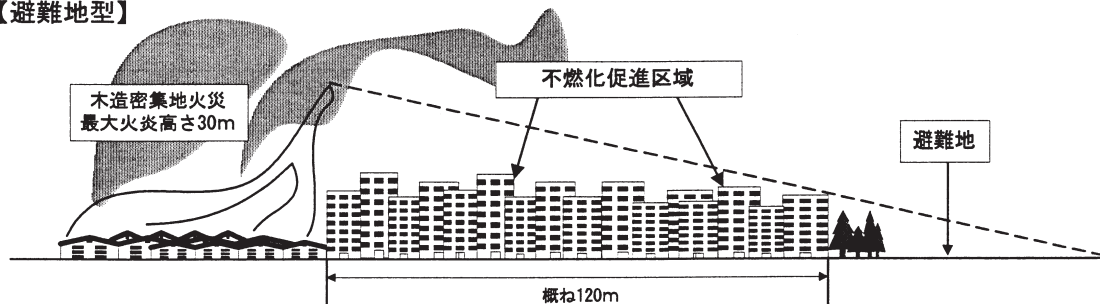 【避難地型】
木造密集地火災
最大火炎高さ30m
不燃化促進区域
避難地
概ね120m